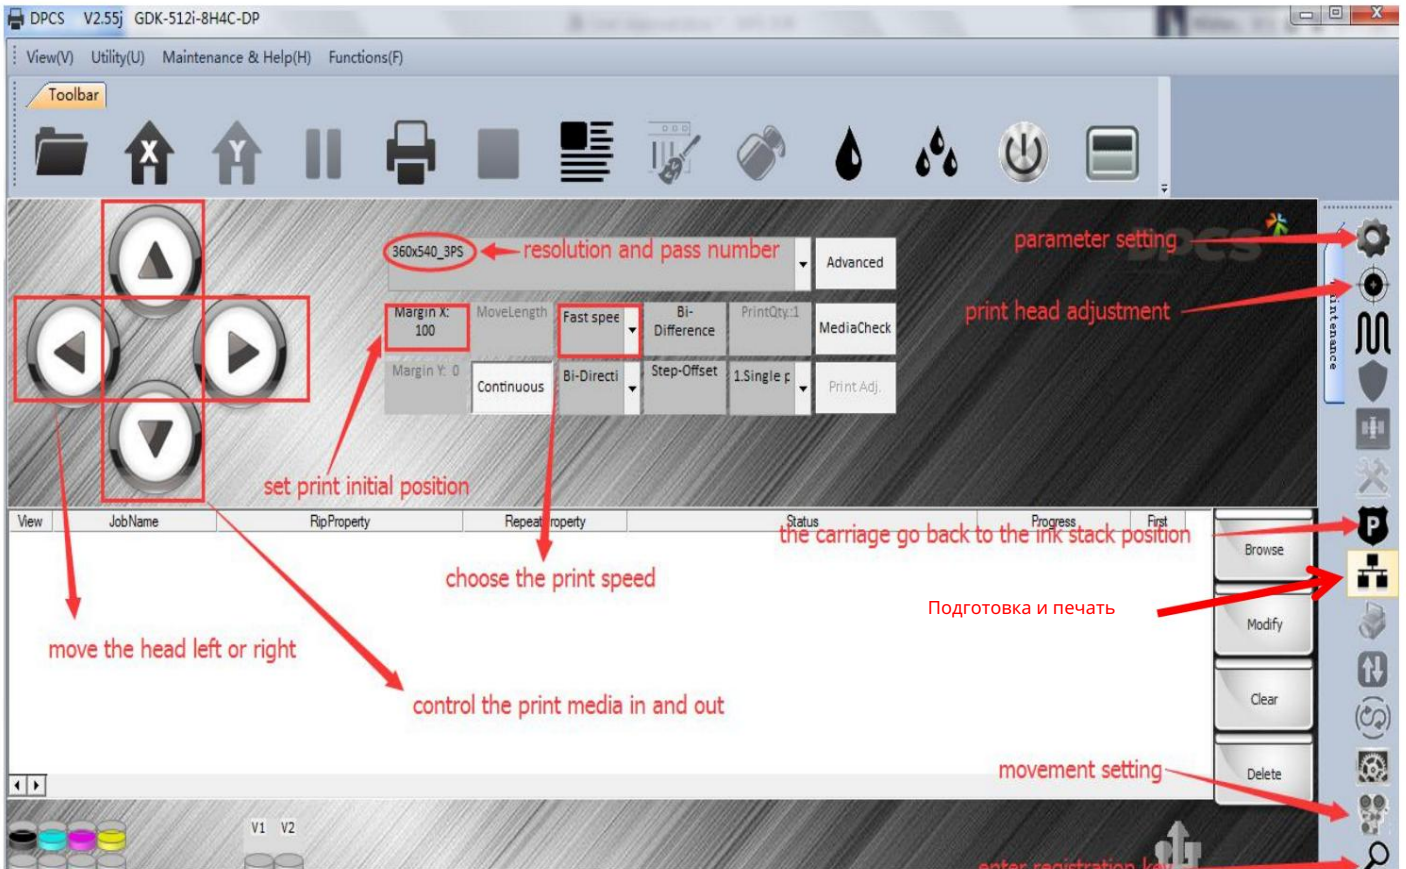 DPCS V2.55j GDK-512i-8H4C-DP
View(V) Utility(U) Maintenance & Help(H) Functions(F)
Toolbar
X
Y
360x540_3PS
resolution and pass number
Advanced
parameter setting
DPCS
Margin X:
100
MoveLength
Fast spee
Bi-
Difference
PrintQty.:1
MediaCheck
print head adjustment
Margin Y: 0
Continuous
Bi-Directi
Step-Offset
1.Single p
Print Adj.
set print initial position
View JobName RipProperty Status Progress First
the carriage go back to the ink stack position
P
Browse
choose the print speed
Подготовка и печать
Modify
move the head left or right
control the print media in and out
Clear
movement setting
Delete
V1 V2
enter registration key